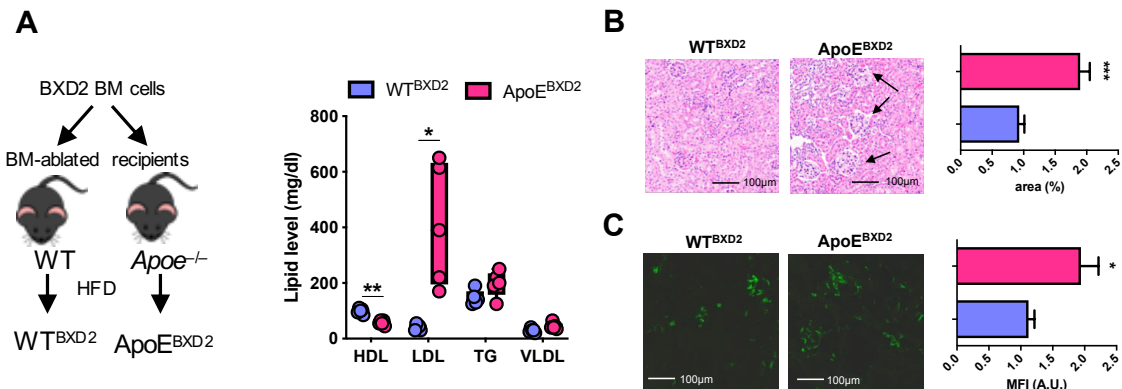 A
BXD2 BM cells
BM-ablated recipients
WT Apoe–/–
HFD
WTBXD2 ApoEBXD2
WTBXD2 ApoEBXD2
Lipid level (mg/dl)
800
600
400
200
0
* 
**
HDL LDL TG VLDL
B
WTBXD2 ApoEBXD2
100µm 100µm
***
0.0 0.5 1.0 1.5 2.0 2.5
area (%)
C
WTBXD2 ApoEBXD2
100µm 100µm
*
0.0 0.5 1.0 1.5 2.0 2.5
MFI (A.U.)